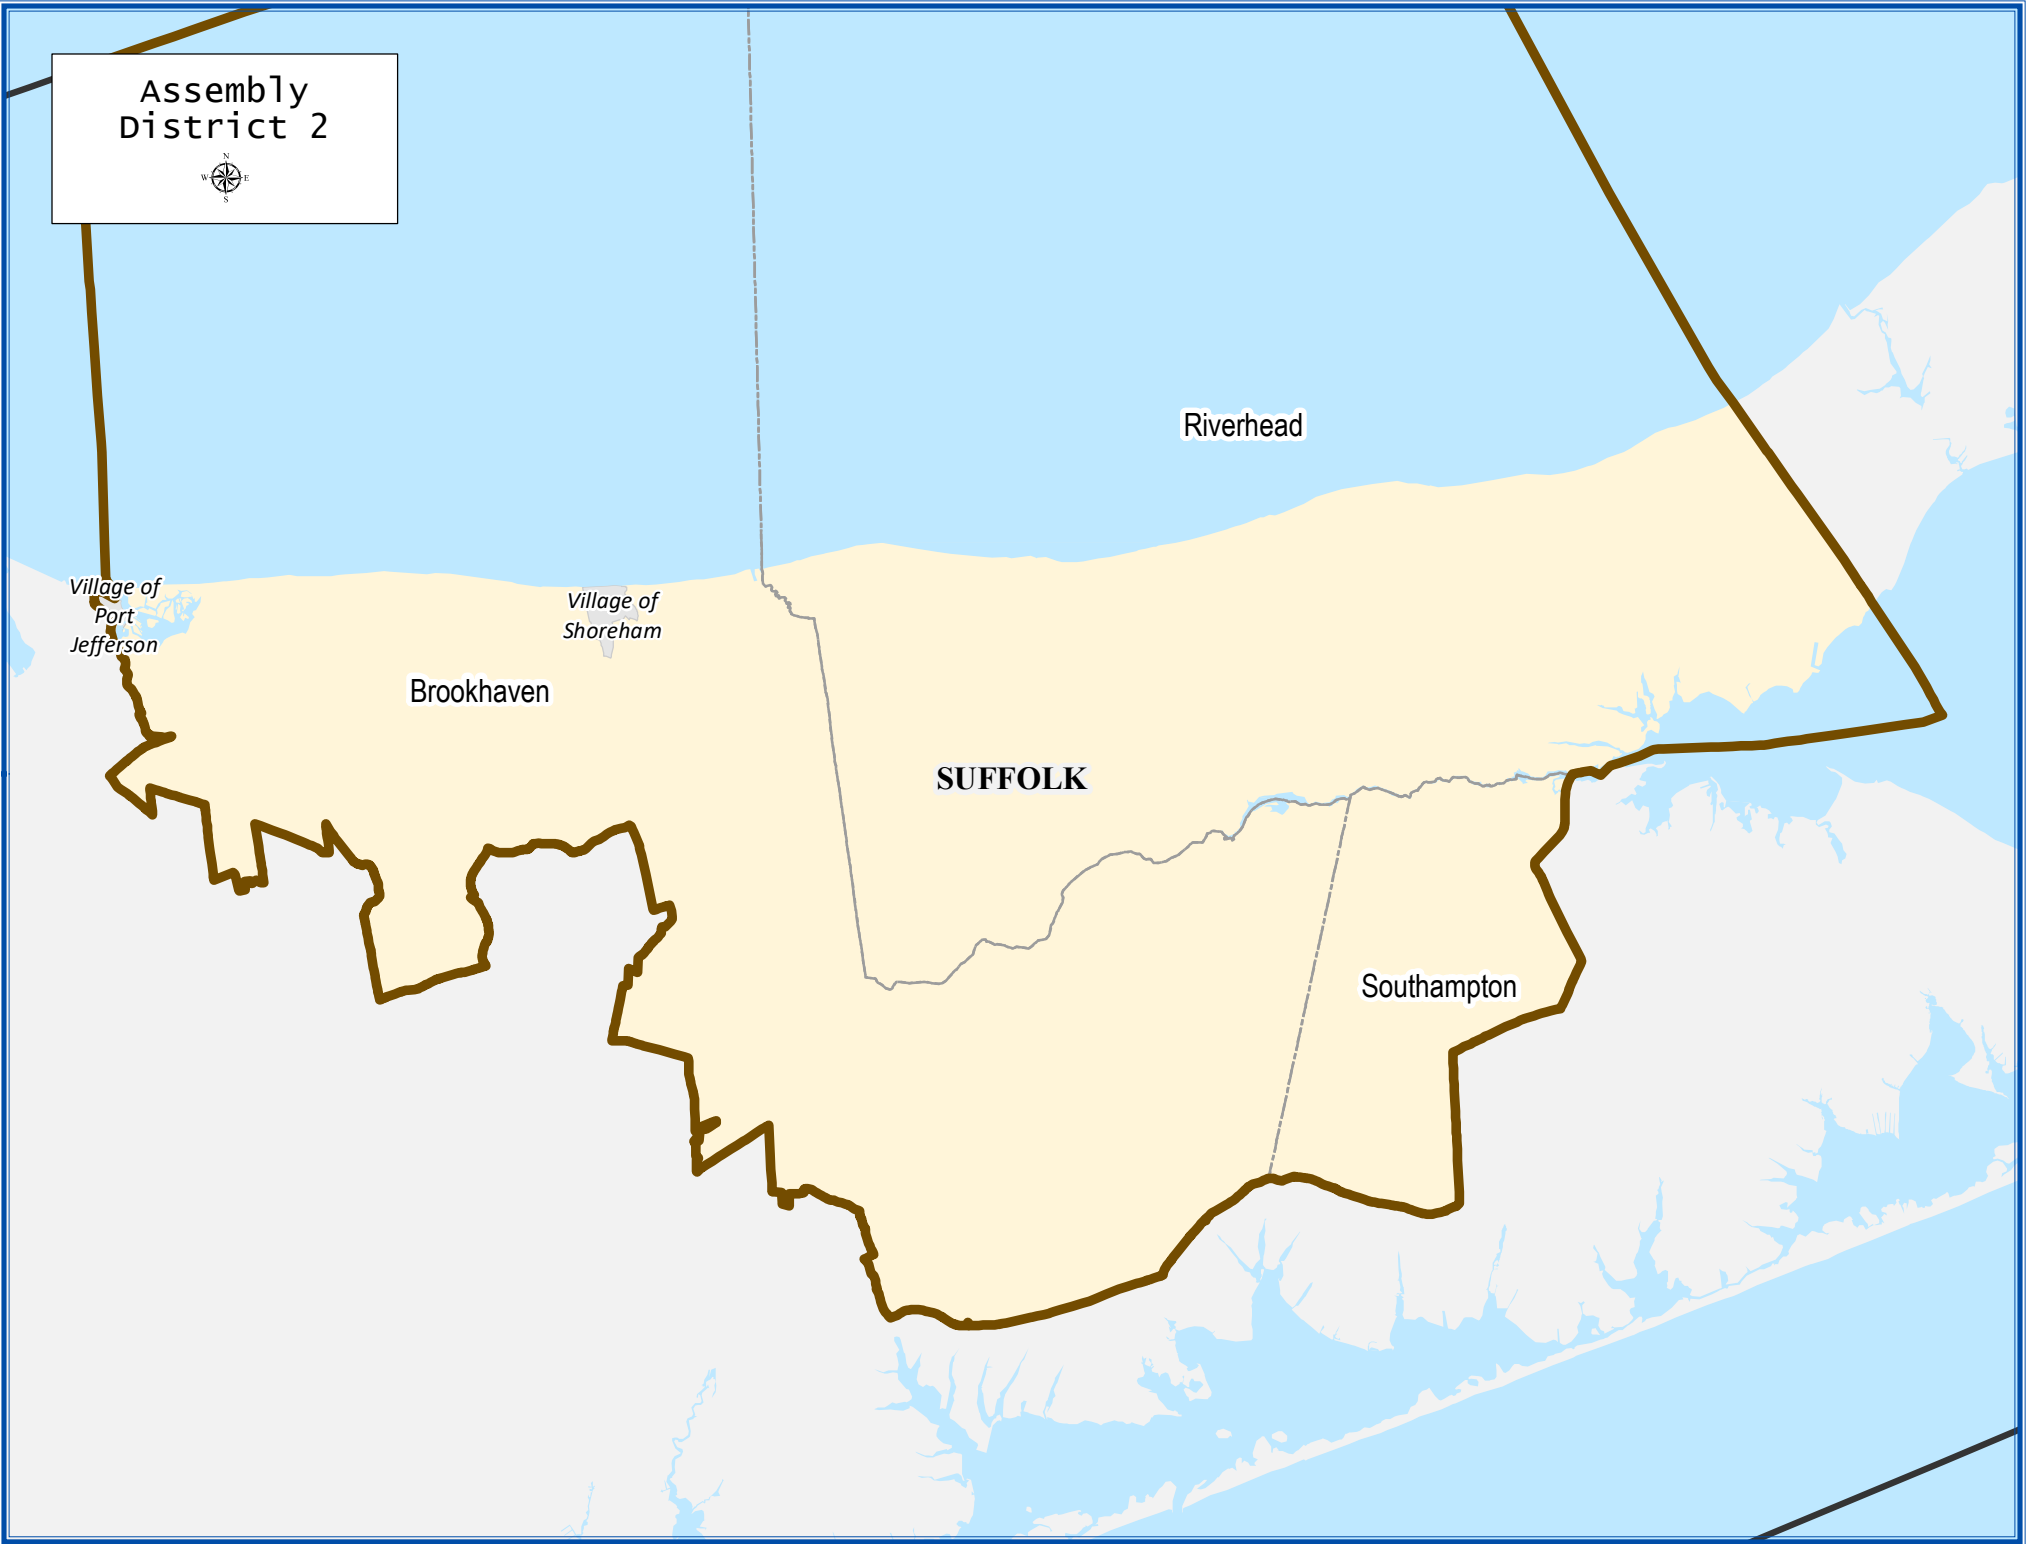 Assembly
District 2
N
W E
S
Riverhead
Village of
Port
Jefferson
Village of
Shoreham
Brookhaven
SUFFOLK
Southampton